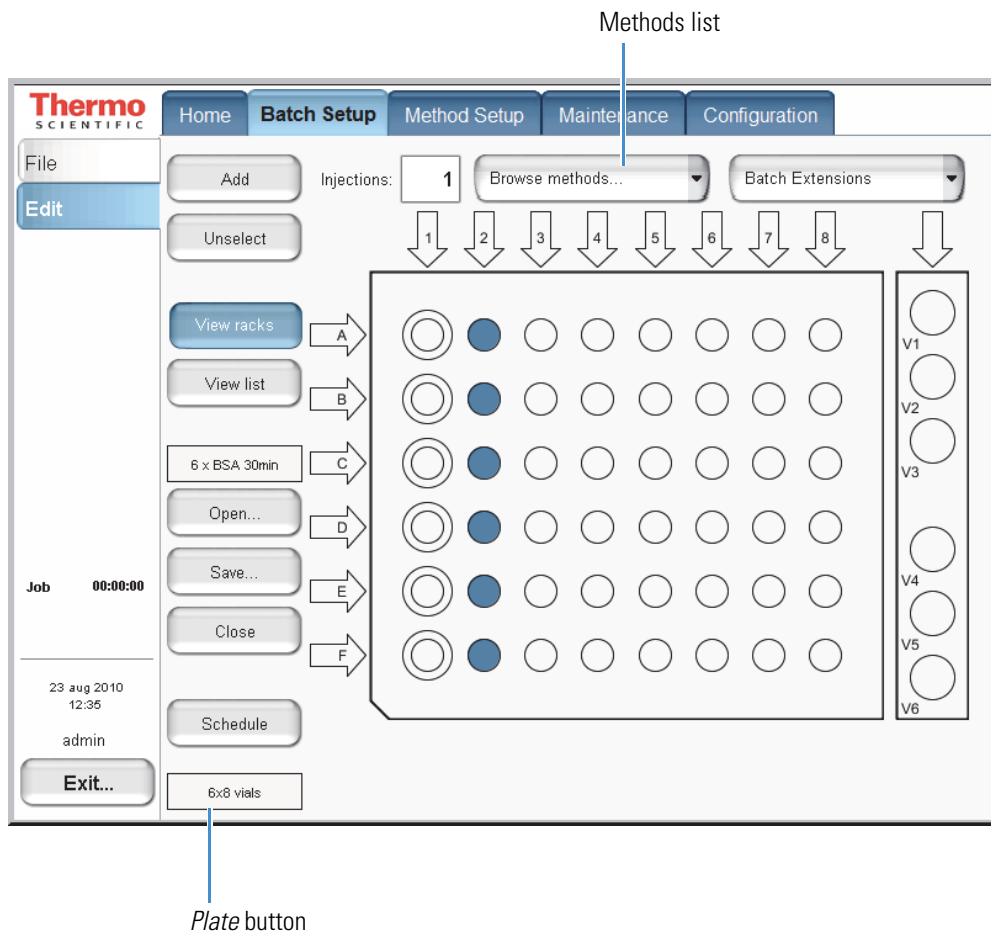 Methods list
Thermo
SCIENTIFIC
Home Batch Setup Method Setup Maintenance Configuration
File
Edit
Add Injections: 1 Browse methods... Batch Extensions
Unselect
1 2 3 4 5 6 7 8
View racks
A
V1
View list
B
V2
6 x BSA 30min
C
V3
Open...
D
Save...
Job 00:00:00
E
V4
Close
F
V5
V6
23 aug 2010
12:35
admin
Schedule
Exit...
6x8 vials
Plate button